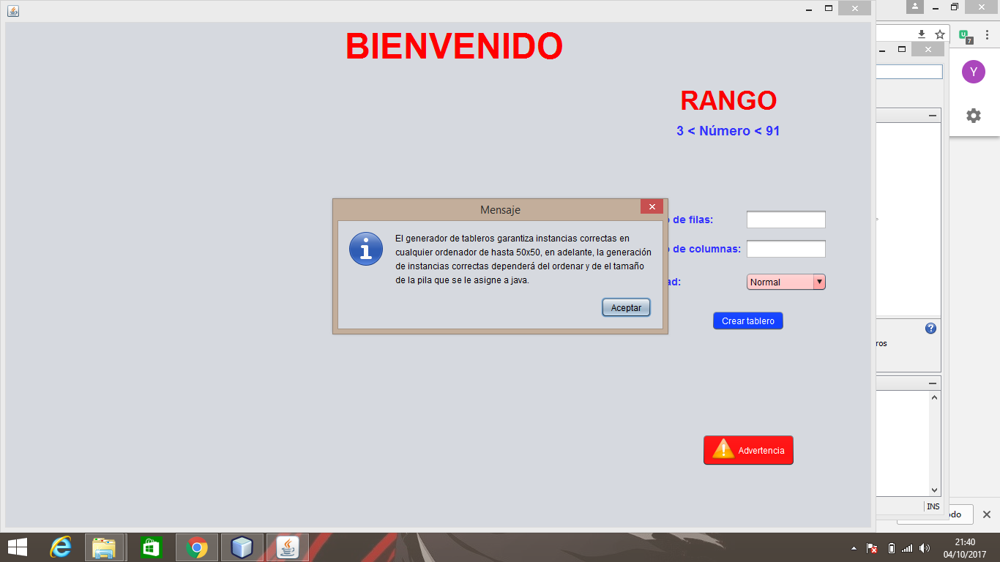 BIENVENIDO
RANGO
3 < Número < 91
Mensaje
El generador de tableros garantiza instancias correctas en
cualquier ordenador de hasta 50x50, en adelante, la generación
de instancias correctas dependerá del ordenar y de el tamaño
de la pila que se le asigne a java.
Aceptar
de filas:
de columnas:
ad:
Normal
Crear tablero
Advertencia
Y
7
ros
INS
odo
21:40
04/10/2017